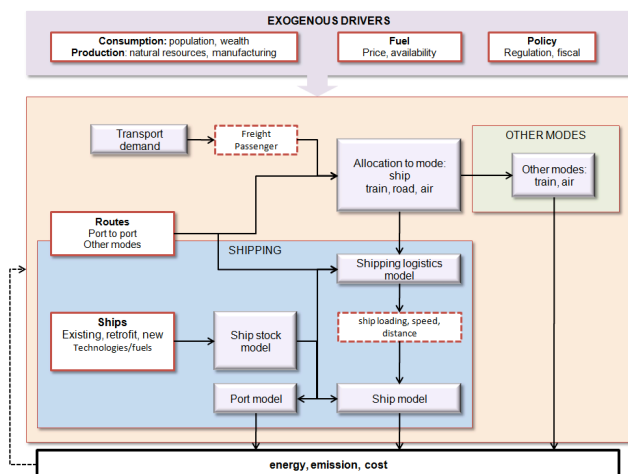 EXOGENOUS DRIVERS
Consumption: population, wealth
Production: natural resources, manufacturing
Fuel
Price, availability
Policy
Regulation, fiscal
Transport
demand
Freight
Passenger
Allocation to mode:
ship
train, road, air
OTHER MODES
Other modes:
train, air
Routes
Port to port
Other modes
SHIPPING
Shipping logistics
model
Ships
Existing, retrofit, new
Technologies/fuels
Ship stock
model
ship loading, speed,
distance
Port model
Ship model
energy, emission, cost